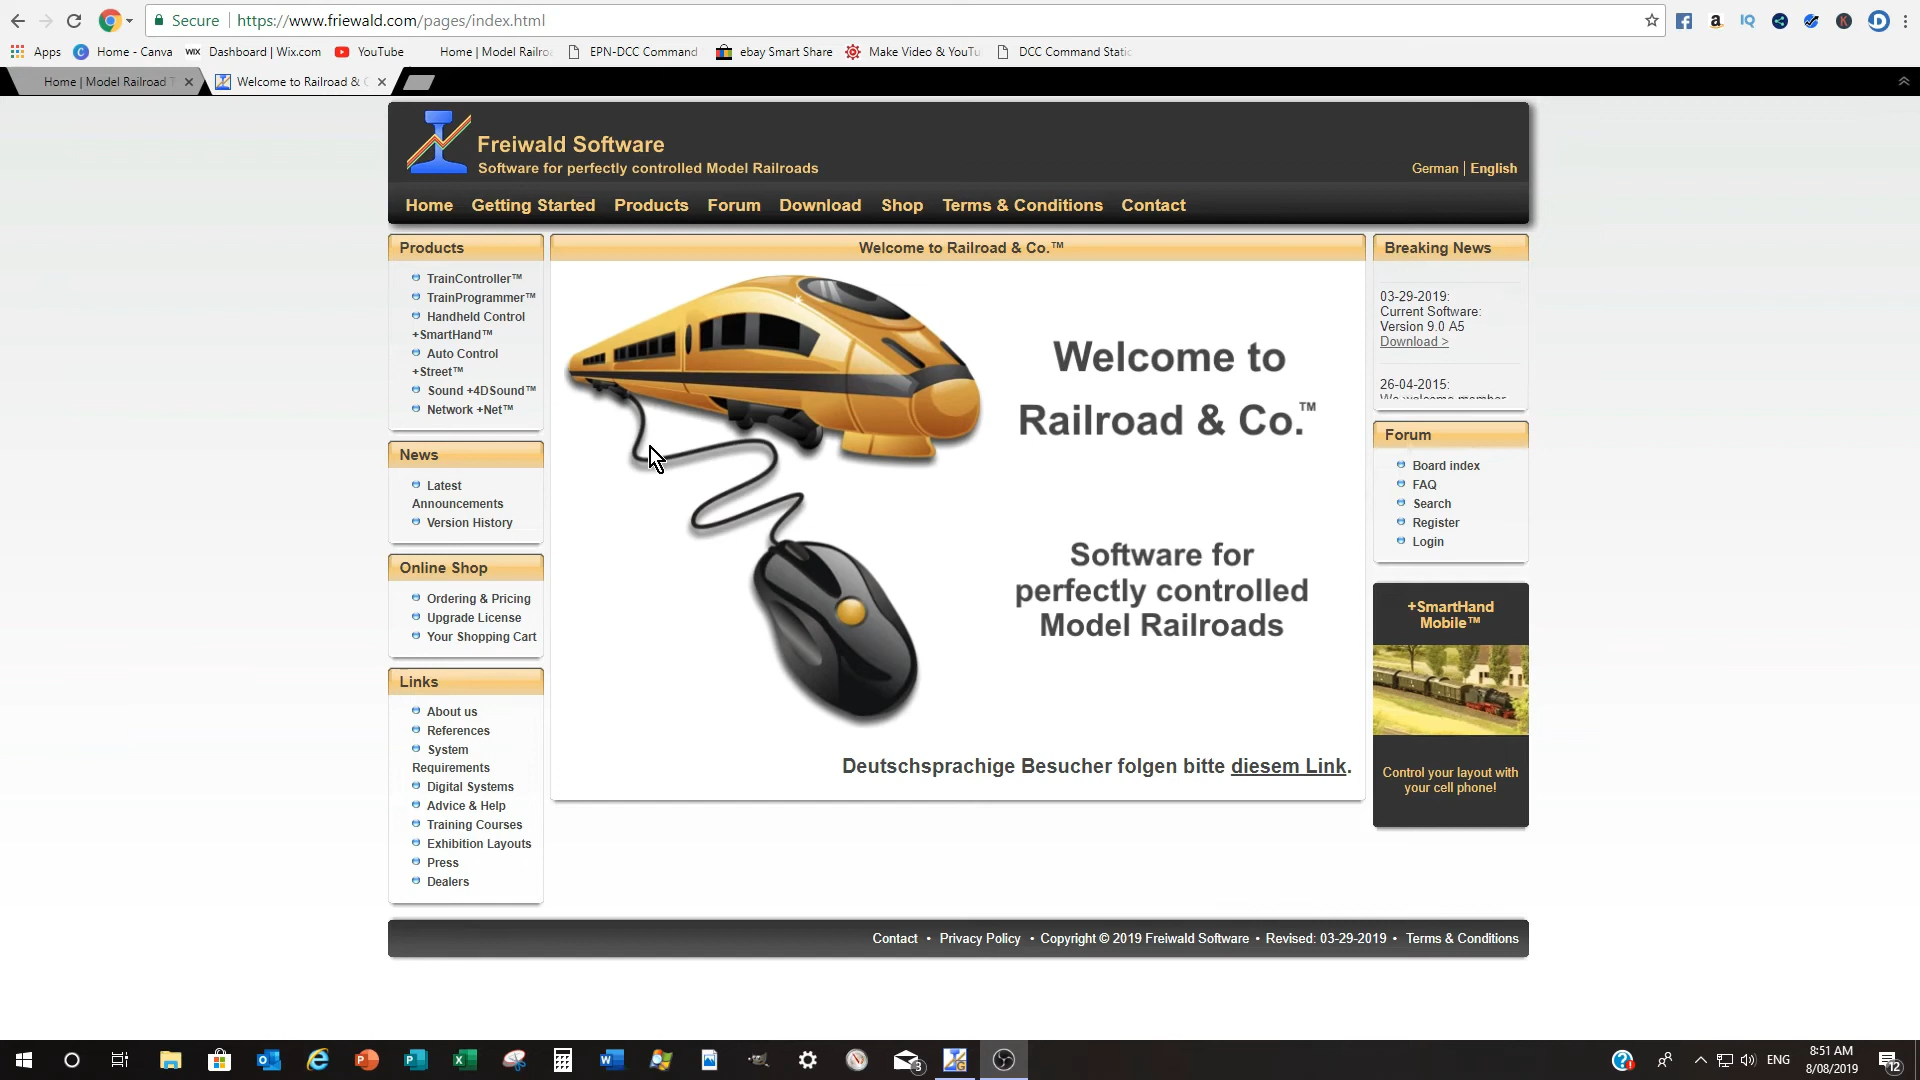 Secure | https://www.friewald.com/pages/index.html
Apps Home - Canva Dashboard | Wix.com YouTube Home | Model Railro EPN-DCC Command ebay Smart Share Make Video & YouTu DCC Command Static
Home | Model Railroad T Welcome to Railroad & C
Freiwald Software
Software for perfectly controlled Model Railroads
German | English
Home Getting Started Products Forum Download Shop Terms & Conditions Contact
Products
TrainController™
TrainProgrammer™
Handheld Control
+SmartHand™
Auto Control
+Street™
Sound +4DSound™
Network +Net™
News
Latest
Announcements
Version History
Online Shop
Ordering & Pricing
Upgrade License
Your Shopping Cart
Links
About us
References
System
Requirements
Digital Systems
Advice & Help
Training Courses
Exhibition Layouts
Press
Dealers
Welcome to Railroad & Co.™
Welcome to
Railroad & Co.™
Software for
perfectly controlled
Model Railroads
Deutschsprachige Besucher folgen bitte diesem Link.
Breaking News
03-29-2019:
Current Software:
Version 9.0 A5
Download >
26-04-2015:
We welcome member
Forum
Board index
FAQ
Search
Register
Login
+SmartHand
Mobile™
Control your layout with
your cell phone!
Contact • Privacy Policy • Copyright © 2019 Freiwald Software • Revised: 03-29-2019 • Terms & Conditions
ENG
8:51 AM
8/08/2019
3
12